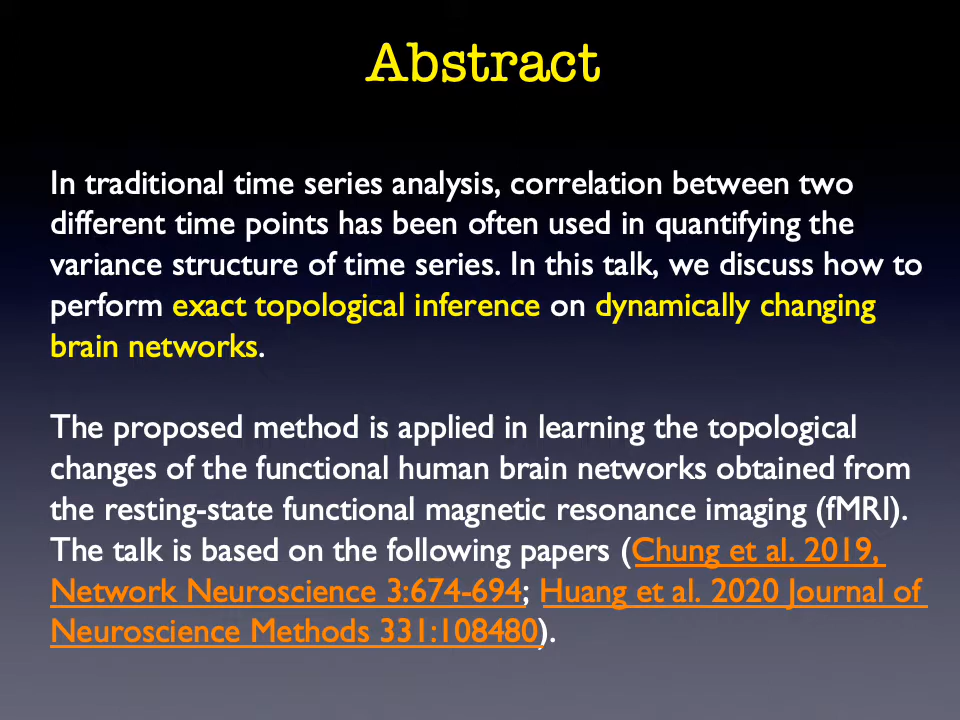 Abstract
In traditional time series analysis, correlation between two
different time points has been often used in quantifying the
variance structure of time series. In this talk, we discuss how to
perform exact topological inference on dynamically changing
brain networks.
The proposed method is applied in learning the topological
changes of the functional human brain networks obtained from
the resting-state functional magnetic resonance imaging (fMRI).
The talk is based on the following papers (Chung et al. 2019,
Network Neuroscience 3:674-694; Huang et al. 2020 Journal of
Neuroscience Methods 331:108480).